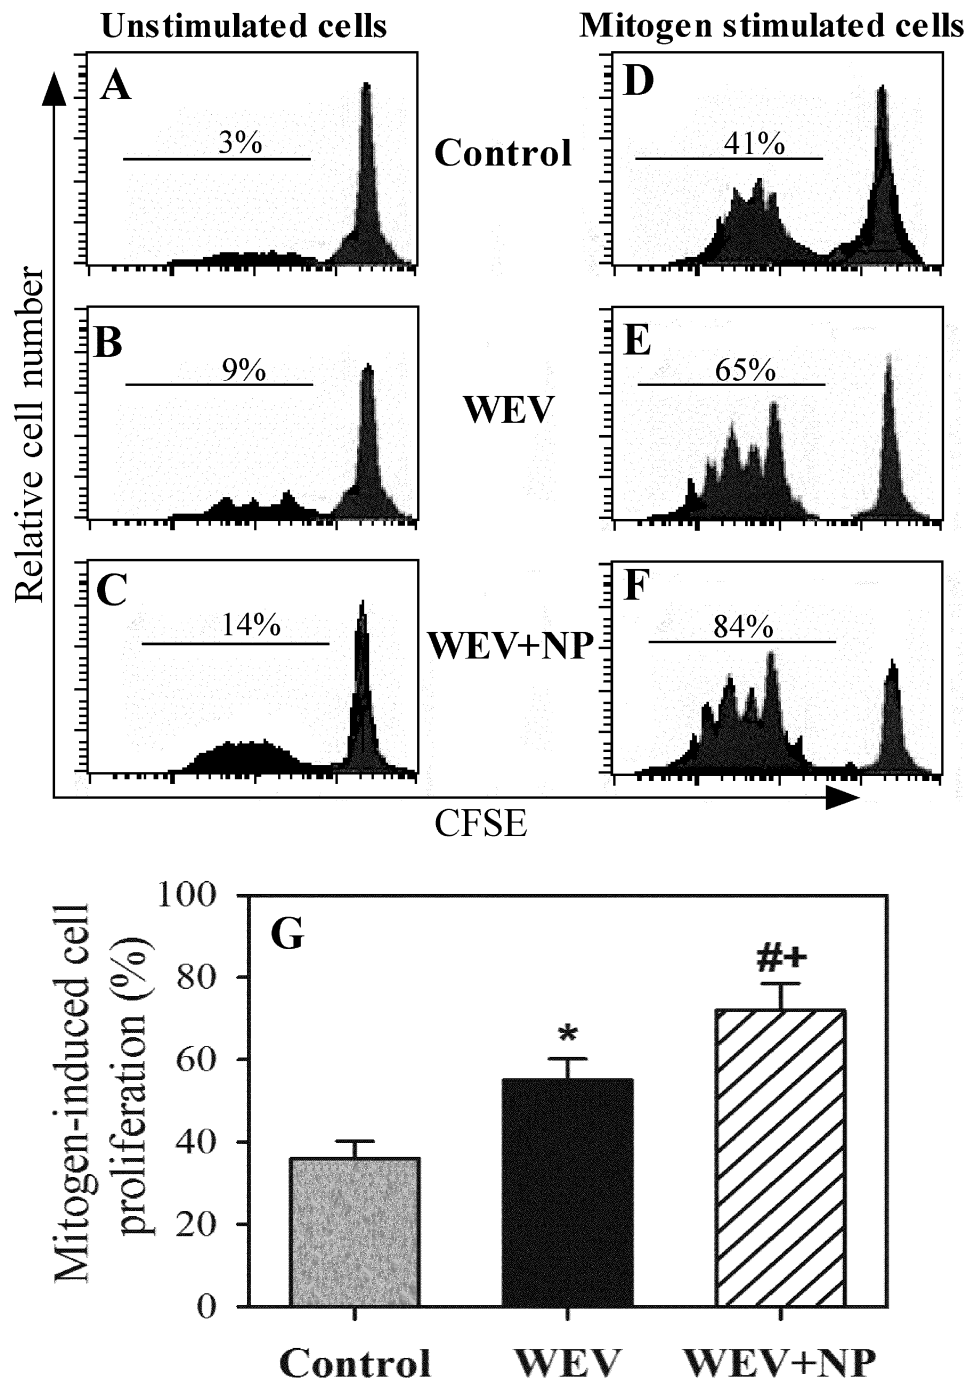 Unstimulated cells
Mitogen stimulated cells
A
3%
Control
D
41%
B
9%
WEV
E
65%
C
14%
WEV+NP
F
84%
Relative cell number
CFSE
G
Mitogen-induced cell
proliferation (%)
100
80
60
40
20
0
*
#+
Control
WEV
WEV+NP